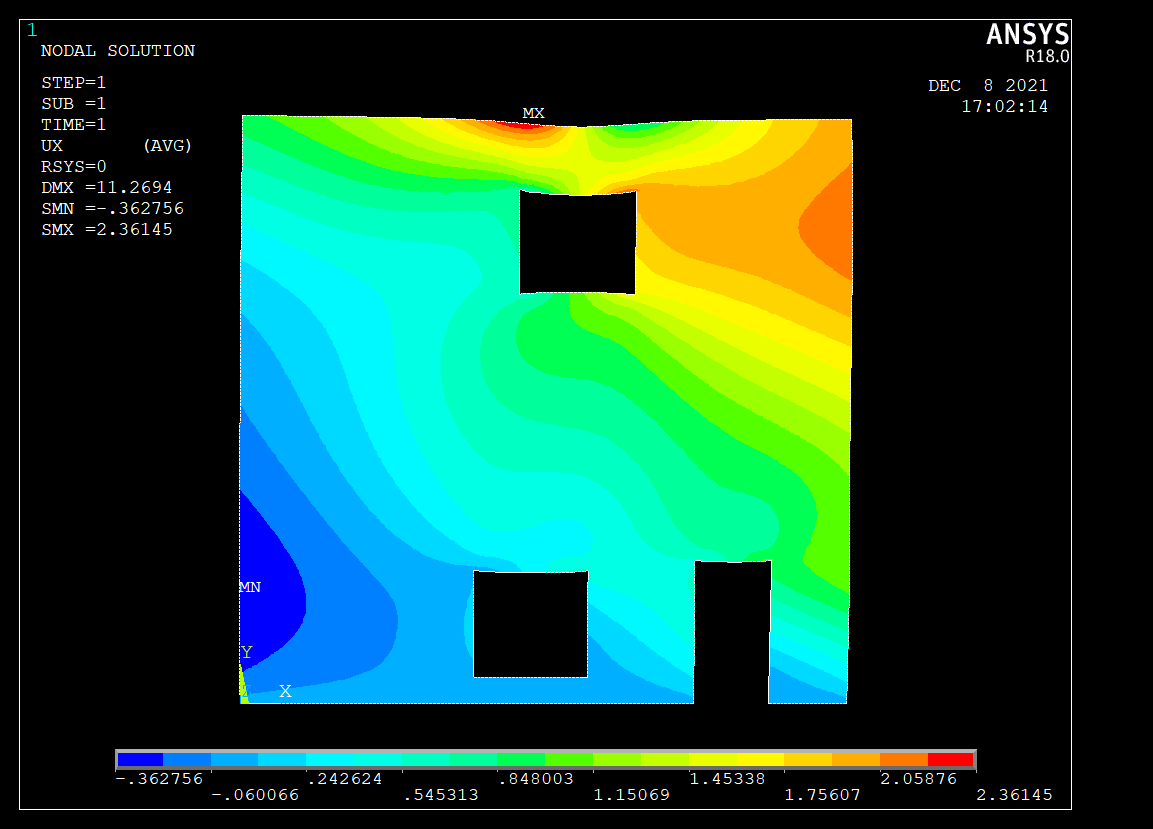 1
NODAL SOLUTION
STEP=1
SUB =1
TIME=1
UX (AVG)
RSYS=0
DMX =11.2694
SMN =-.362756
SMX =2.36145
ANSYS
R18.0
DEC 8 2021
17:02:14
MX
MN
Y
X
-.362756 .242624 .848003 1.45338 2.05876
-.060066 .545313 1.15069 1.75607 2.36145